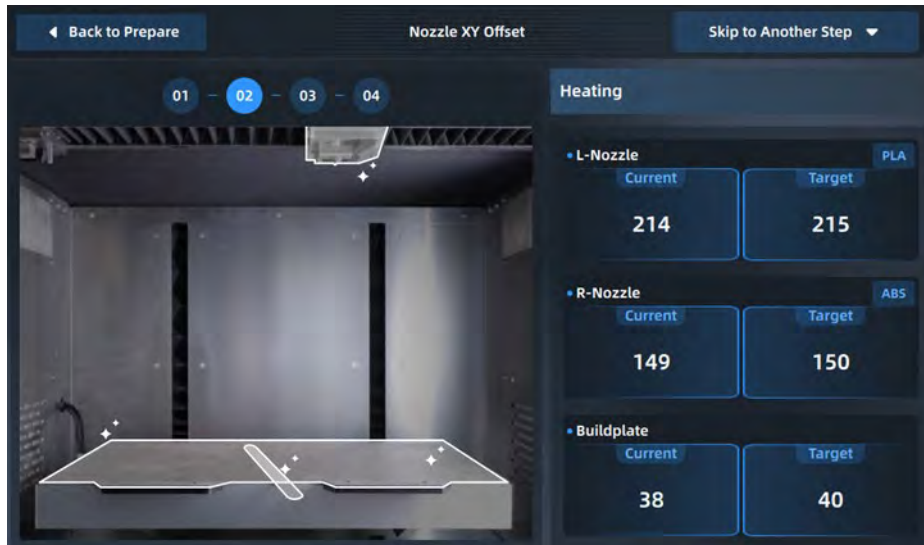 Back to Prepare
Nozzle XY Offset
Skip to Another Step
01 - 02 - 03 - 04
Heating
L-Nozzle
PLA
Current Target
214 215
R-Nozzle
ABS
Current Target
149 150
Buildplate
Current Target
38 40